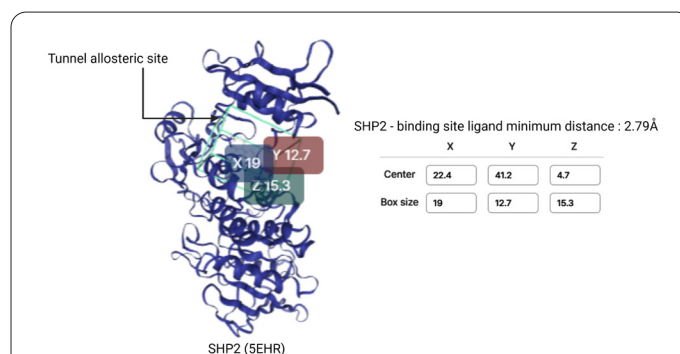 Tunnel allosteric site
X 19
Y 12.7
Z 15.3
SHP2 (5EHR)
SHP2 - binding site ligand minimum distance : 2.79Å
X Y Z
Center 22.4 41.2 4.7
Box size 19 12.7 15.3